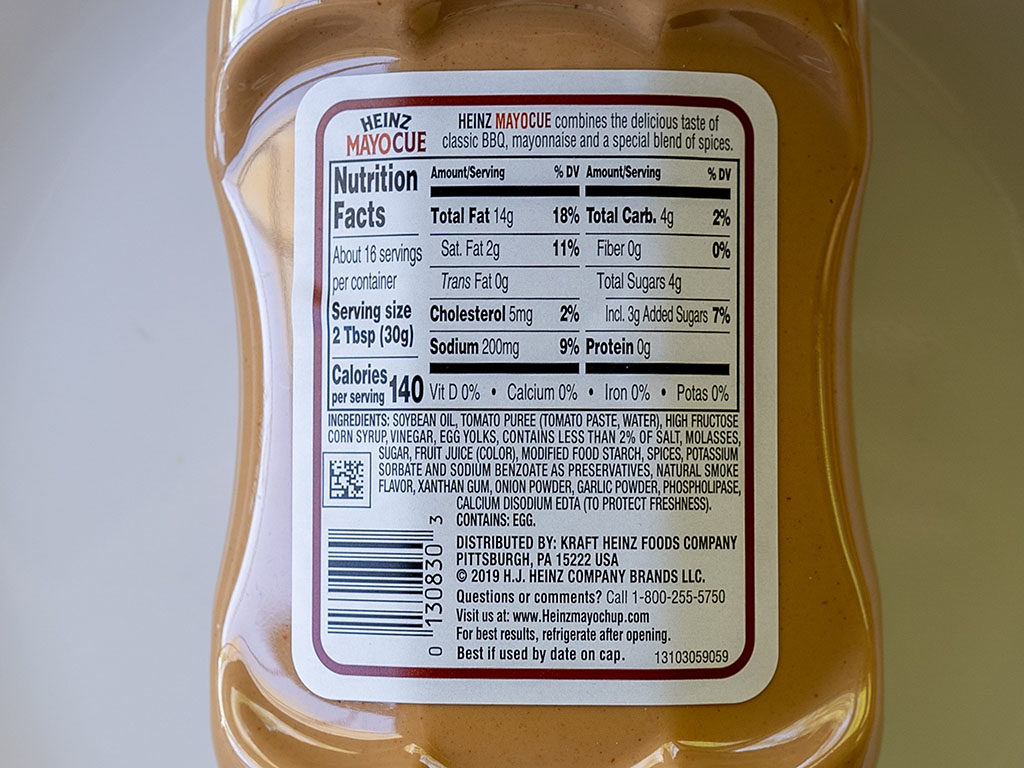 HEINZ
MAYOCUE
HEINZ MAYOCUE combines the delicious taste of
classic BBQ, mayonnaise and a special blend of spices.
Nutrition
Facts
About 16 servings
per container
Serving size
2 Tbsp (30g)
Calories
per serving 140
Amount/Serving % DV
Total Fat 14g 18%
Sat. Fat 2g 11%
Trans Fat 0g
Cholesterol 5mg 2%
Sodium 200mg 9%
Amount/Serving % DV
Total Carb. 4g 2%
Fiber 0g 0%
Total Sugars 4g
Incl. 3g Added Sugars 7%
Protein 0g
Vit D 0% • Calcium 0% • Iron 0% • Potas 0%
INGREDIENTS: SOYBEAN OIL, TOMATO PUREE (TOMATO PASTE, WATER), HIGH FRUCTOSE
CORN SYRUP, VINEGAR, EGG YOLKS, CONTAINS LESS THAN 2% OF SALT, MOLASSES,
SUGAR, FRUIT JUICE (COLOR), MODIFIED FOOD STARCH, SPICES, POTASSIUM
SORBATE AND SODIUM BENZOATE AS PRESERVATIVES, NATURAL SMOKE
FLAVOR, XANTHAN GUM, ONION POWDER, GARLIC POWDER, PHOSPHOLIPASE,
CALCIUM DISODIUM EDTA (TO PROTECT FRESHNESS).
CONTAINS: EGG.
DISTRIBUTED BY: KRAFT HEINZ FOODS COMPANY
PITTSBURGH, PA 15222 USA
© 2019 H.J. HEINZ COMPANY BRANDS LLC.
Questions or comments? Call 1-800-255-5750
Visit us at: www.Heinzmayochup.com
For best results, refrigerate after opening.
Best if used by date on cap. 13103059059
0 130830 3